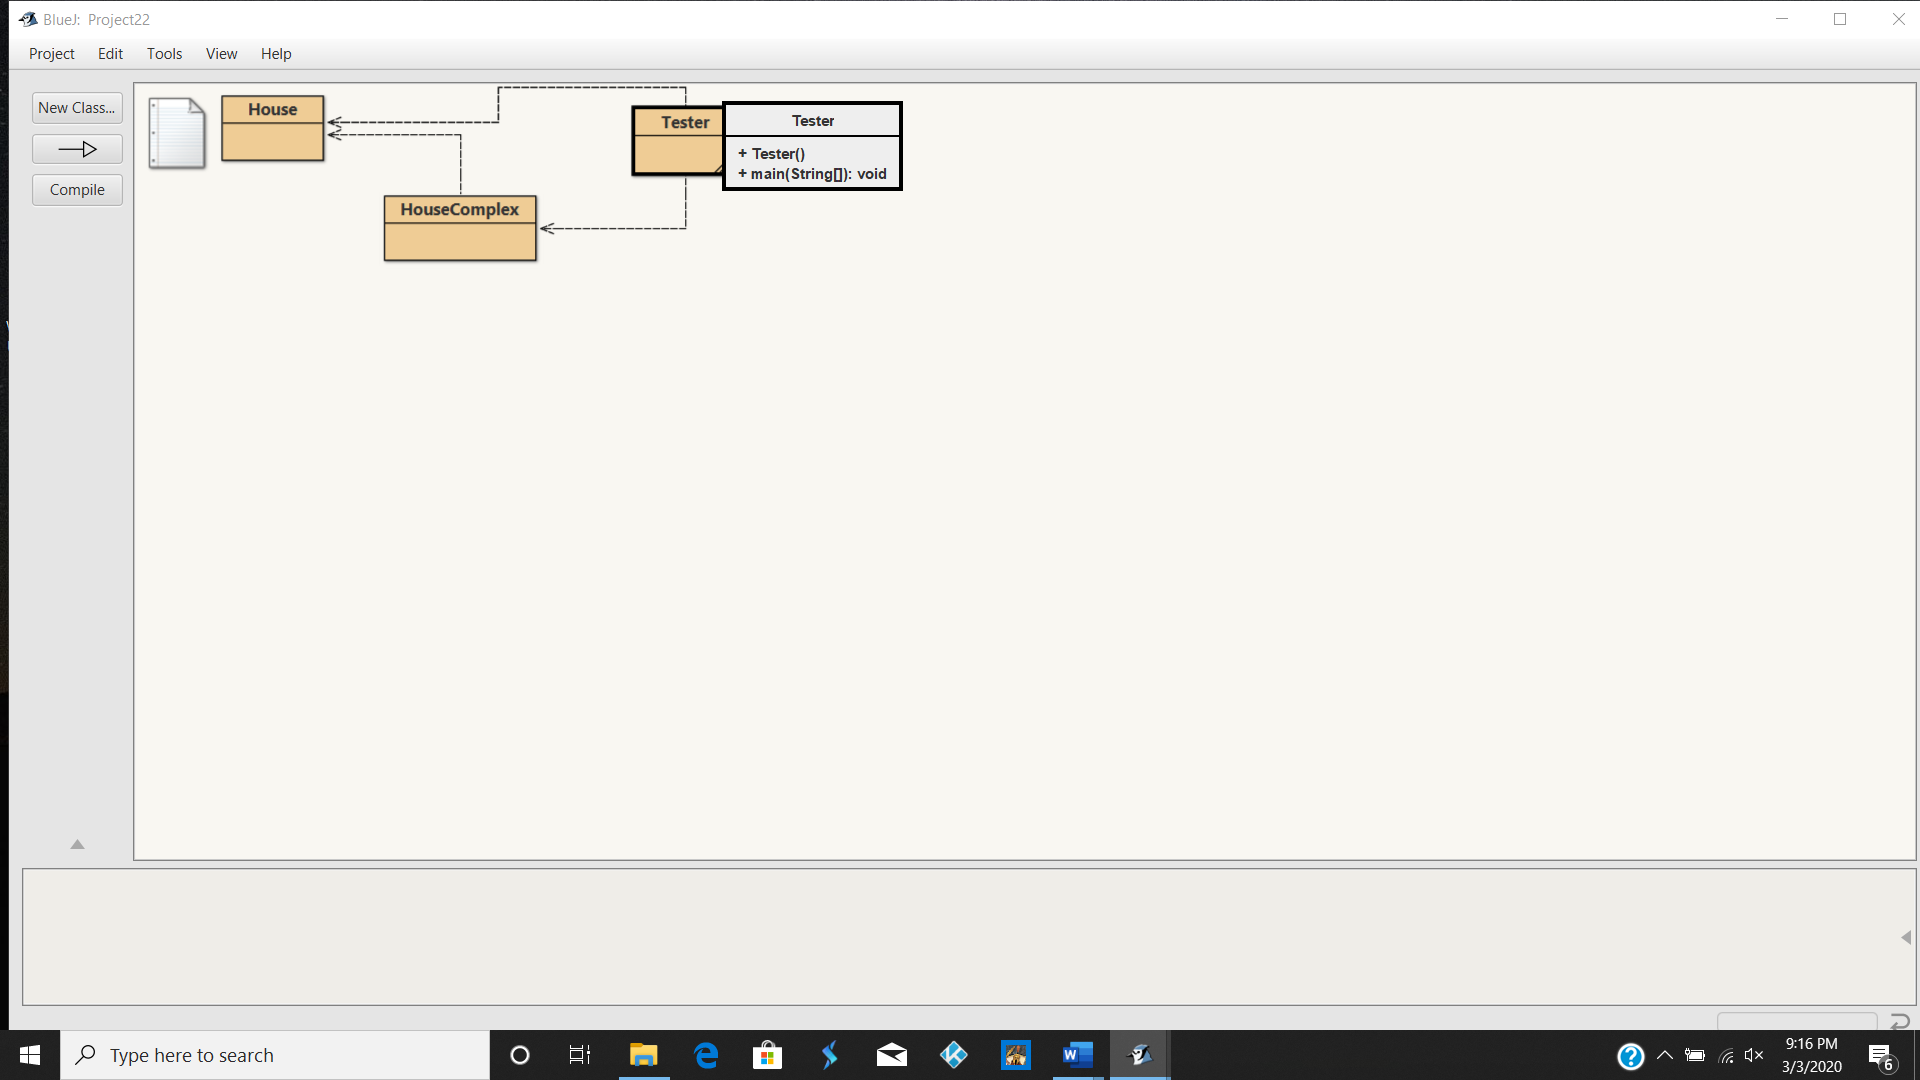 BlueJ: Project22
Project Edit Tools View Help
New Class...
Compile
House
HouseComplex
Tester
Tester
+ Tester()
+ main(String[]): void
Type here to search
W
?
9:16 PM
3/3/2020
6